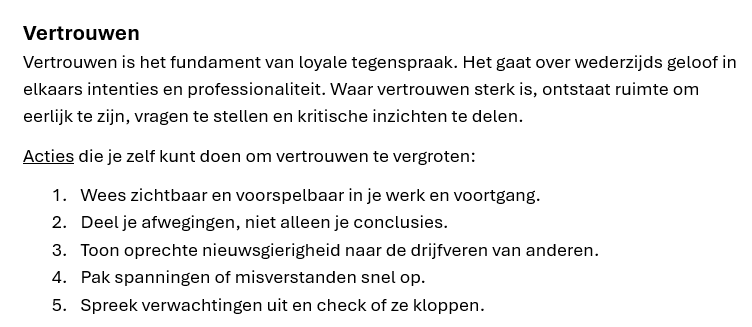 Vertrouwen
Vertrouwen is het fundament van loyale tegenspraak. Het gaat over wederzijds geloof in
elkaars intenties en professionaliteit. Waar vertrouwen sterk is, ontstaat ruimte om
eerlijk te zijn, vragen te stellen en kritische inzichten te delen.
Acties die je zelf kunt doen om vertrouwen te vergroten:
1. Wees zichtbaar en voorspelbaar in je werk en voortgang.
2. Deel je afwegingen, niet alleen je conclusies.
3. Toon oprechte nieuwsgierigheid naar de drijfveren van anderen.
4. Pak spanningen of misverstanden snel op.
5. Spreek verwachtingen uit en check of ze kloppen.